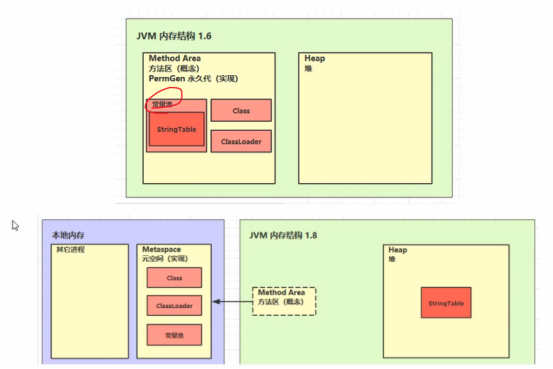 JVM 内存结构 1.6
Method Area
方法区（概念）
PermGen 永久代（实现）
常量池
StringTable
Class
ClassLoader
Heap
堆
本地内存
其它进程
Metaspace
元空间（实现）
Class
ClassLoader
常量池
JVM 内存结构 1.8
Method Area
方法区（概念）
Heap
堆
StringTable